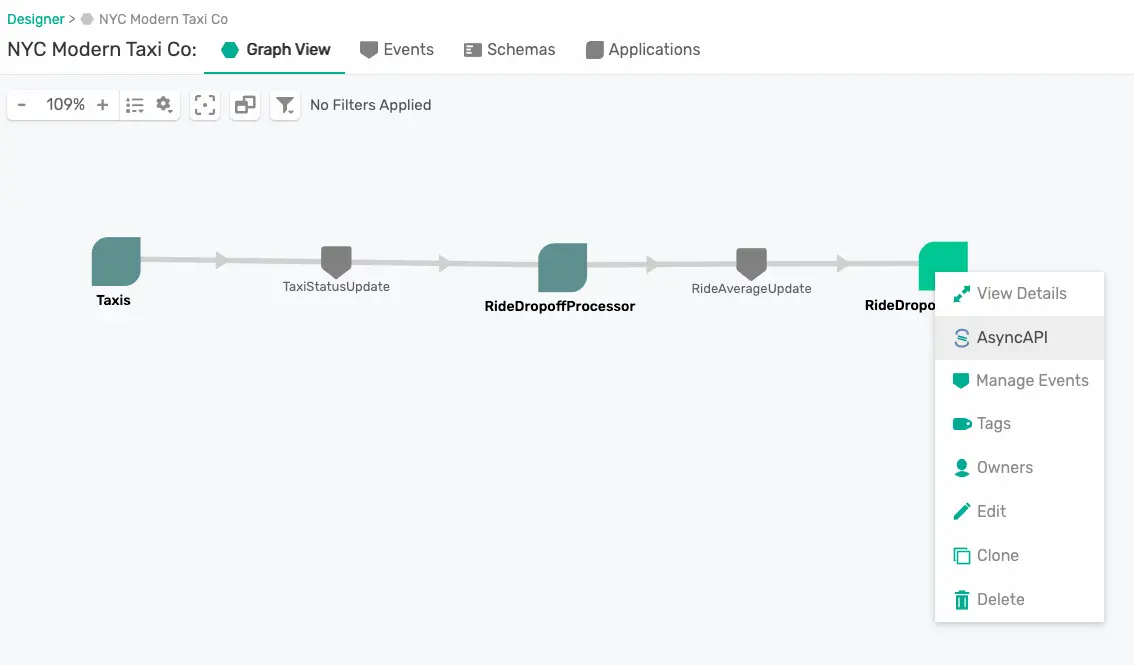 Designer > NYC Modern Taxi Co
NYC Modern Taxi Co: Graph View Events Schemas Applications
- 109% + No Filters Applied
Taxis
TaxiStatusUpdate
RideDropoffProcessor
RideAverageUpdate
RideDropo
View Details
AsyncAPI
Manage Events
Tags
Owners
Edit
Clone
Delete